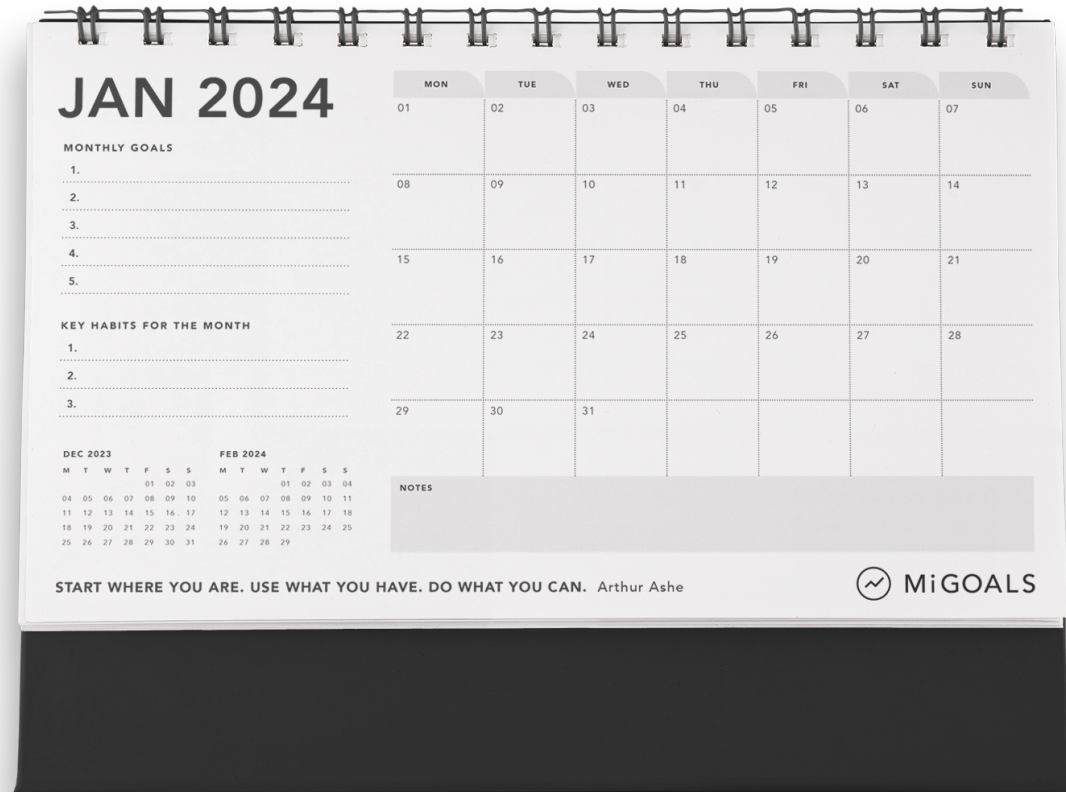 JAN 2024
MONTHLY GOALS
1.
2.
3.
4.
5.
KEY HABITS FOR THE MONTH
1.
2.
3.
DEC 2023
M T W T F S S
01 02 03
04 05 06 07 08 09 10
11 12 13 14 15 16 17
18 19 20 21 22 23 24
25 26 27 28 29 30 31
FEB 2024
M T W T F S S
01 02 03 04
05 06 07 08 09 10 11
12 13 14 15 16 17 18
19 20 21 22 23 24 25
26 27 28 29
MON TUE WED THU FRI SAT SUN
01 02 03 04 05 06 07
08 09 10 11 12 13 14
15 16 17 18 19 20 21
22 23 24 25 26 27 28
29 30 31
NOTES
START WHERE YOU ARE. USE WHAT YOU HAVE. DO WHAT YOU CAN. Arthur Ashe
MiGOALS